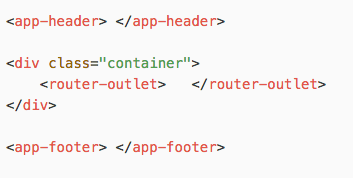 <app-header> </app-header>
<div class="container">
    <router-outlet>   </router-outlet>
</div>
<app-footer> </app-footer>